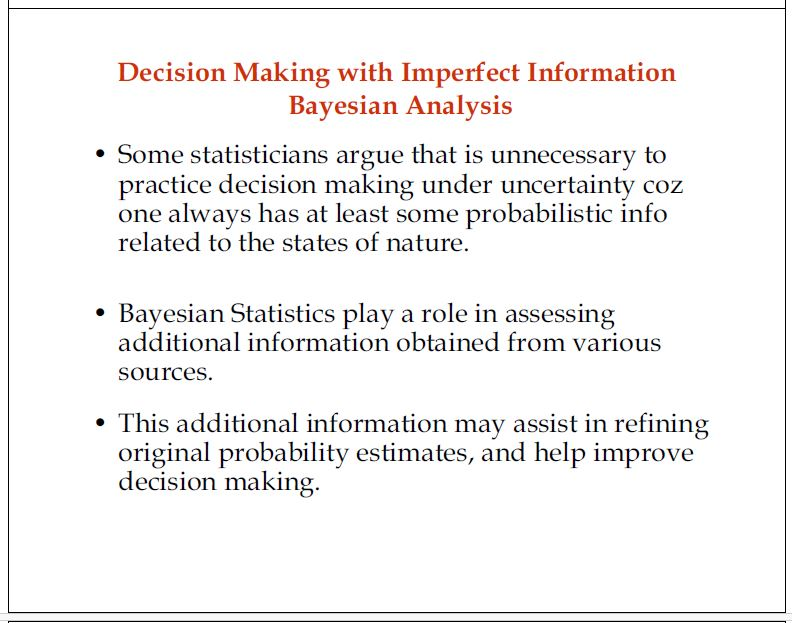 Decision Making with Imperfect Information
Bayesian Analysis
• Some statisticians argue that is unnecessary to
practice decision making under uncertainty coz
one always has at least some probabilistic info
related to the states of nature.
• Bayesian Statistics play a role in assessing
additional information obtained from various
sources.
• This additional information may assist in refining
original probability estimates, and help improve
decision making.